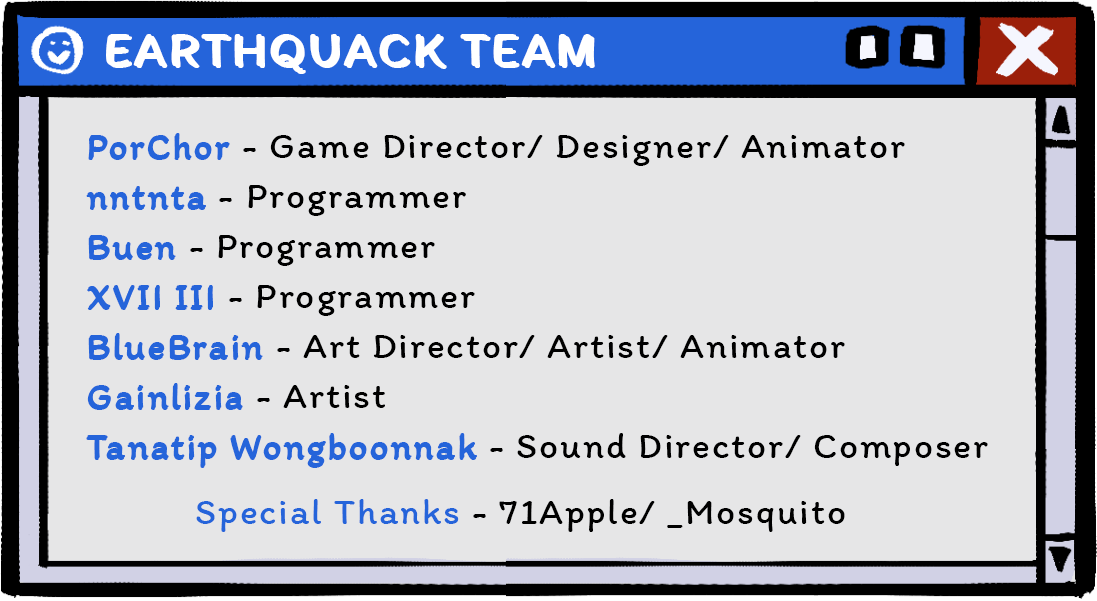 EARTHQUACK TEAM
PorChor - Game Director/ Designer/ Animator
nntnta - Programmer
Buen - Programmer
XVII III - Programmer
BlueBrain - Art Director/ Artist/ Animator
Gainlizia - Artist
Tanatip Wongboonnak - Sound Director/ Composer
Special Thanks - 71Apple/ _Mosquito